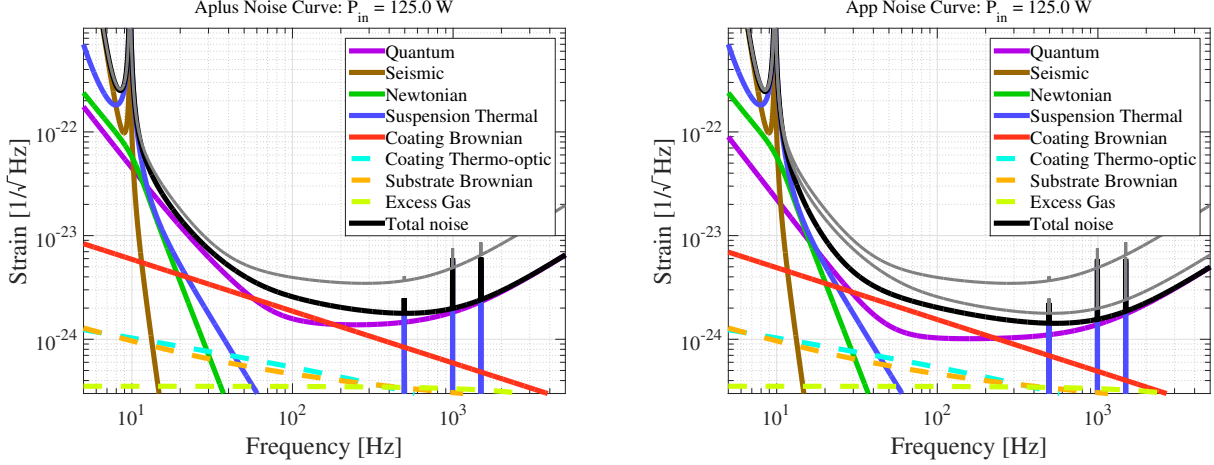 Aplus Noise Curve: P_in = 125.0 W
Quantum
Seismic
Newtonian
Suspension Thermal
Coating Brownian
Coating Thermo-optic
Substrate Brownian
Excess Gas
Total noise
Strain [1/√Hz]
10^-22
10^-23
10^-24
10^1 10^2 10^3
Frequency [Hz]
App Noise Curve: P_in = 125.0 W
Quantum
Seismic
Newtonian
Suspension Thermal
Coating Brownian
Coating Thermo-optic
Substrate Brownian
Excess Gas
Total noise
Strain [1/√Hz]
10^-22
10^-23
10^-24
10^1 10^2 10^3
Frequency [Hz]